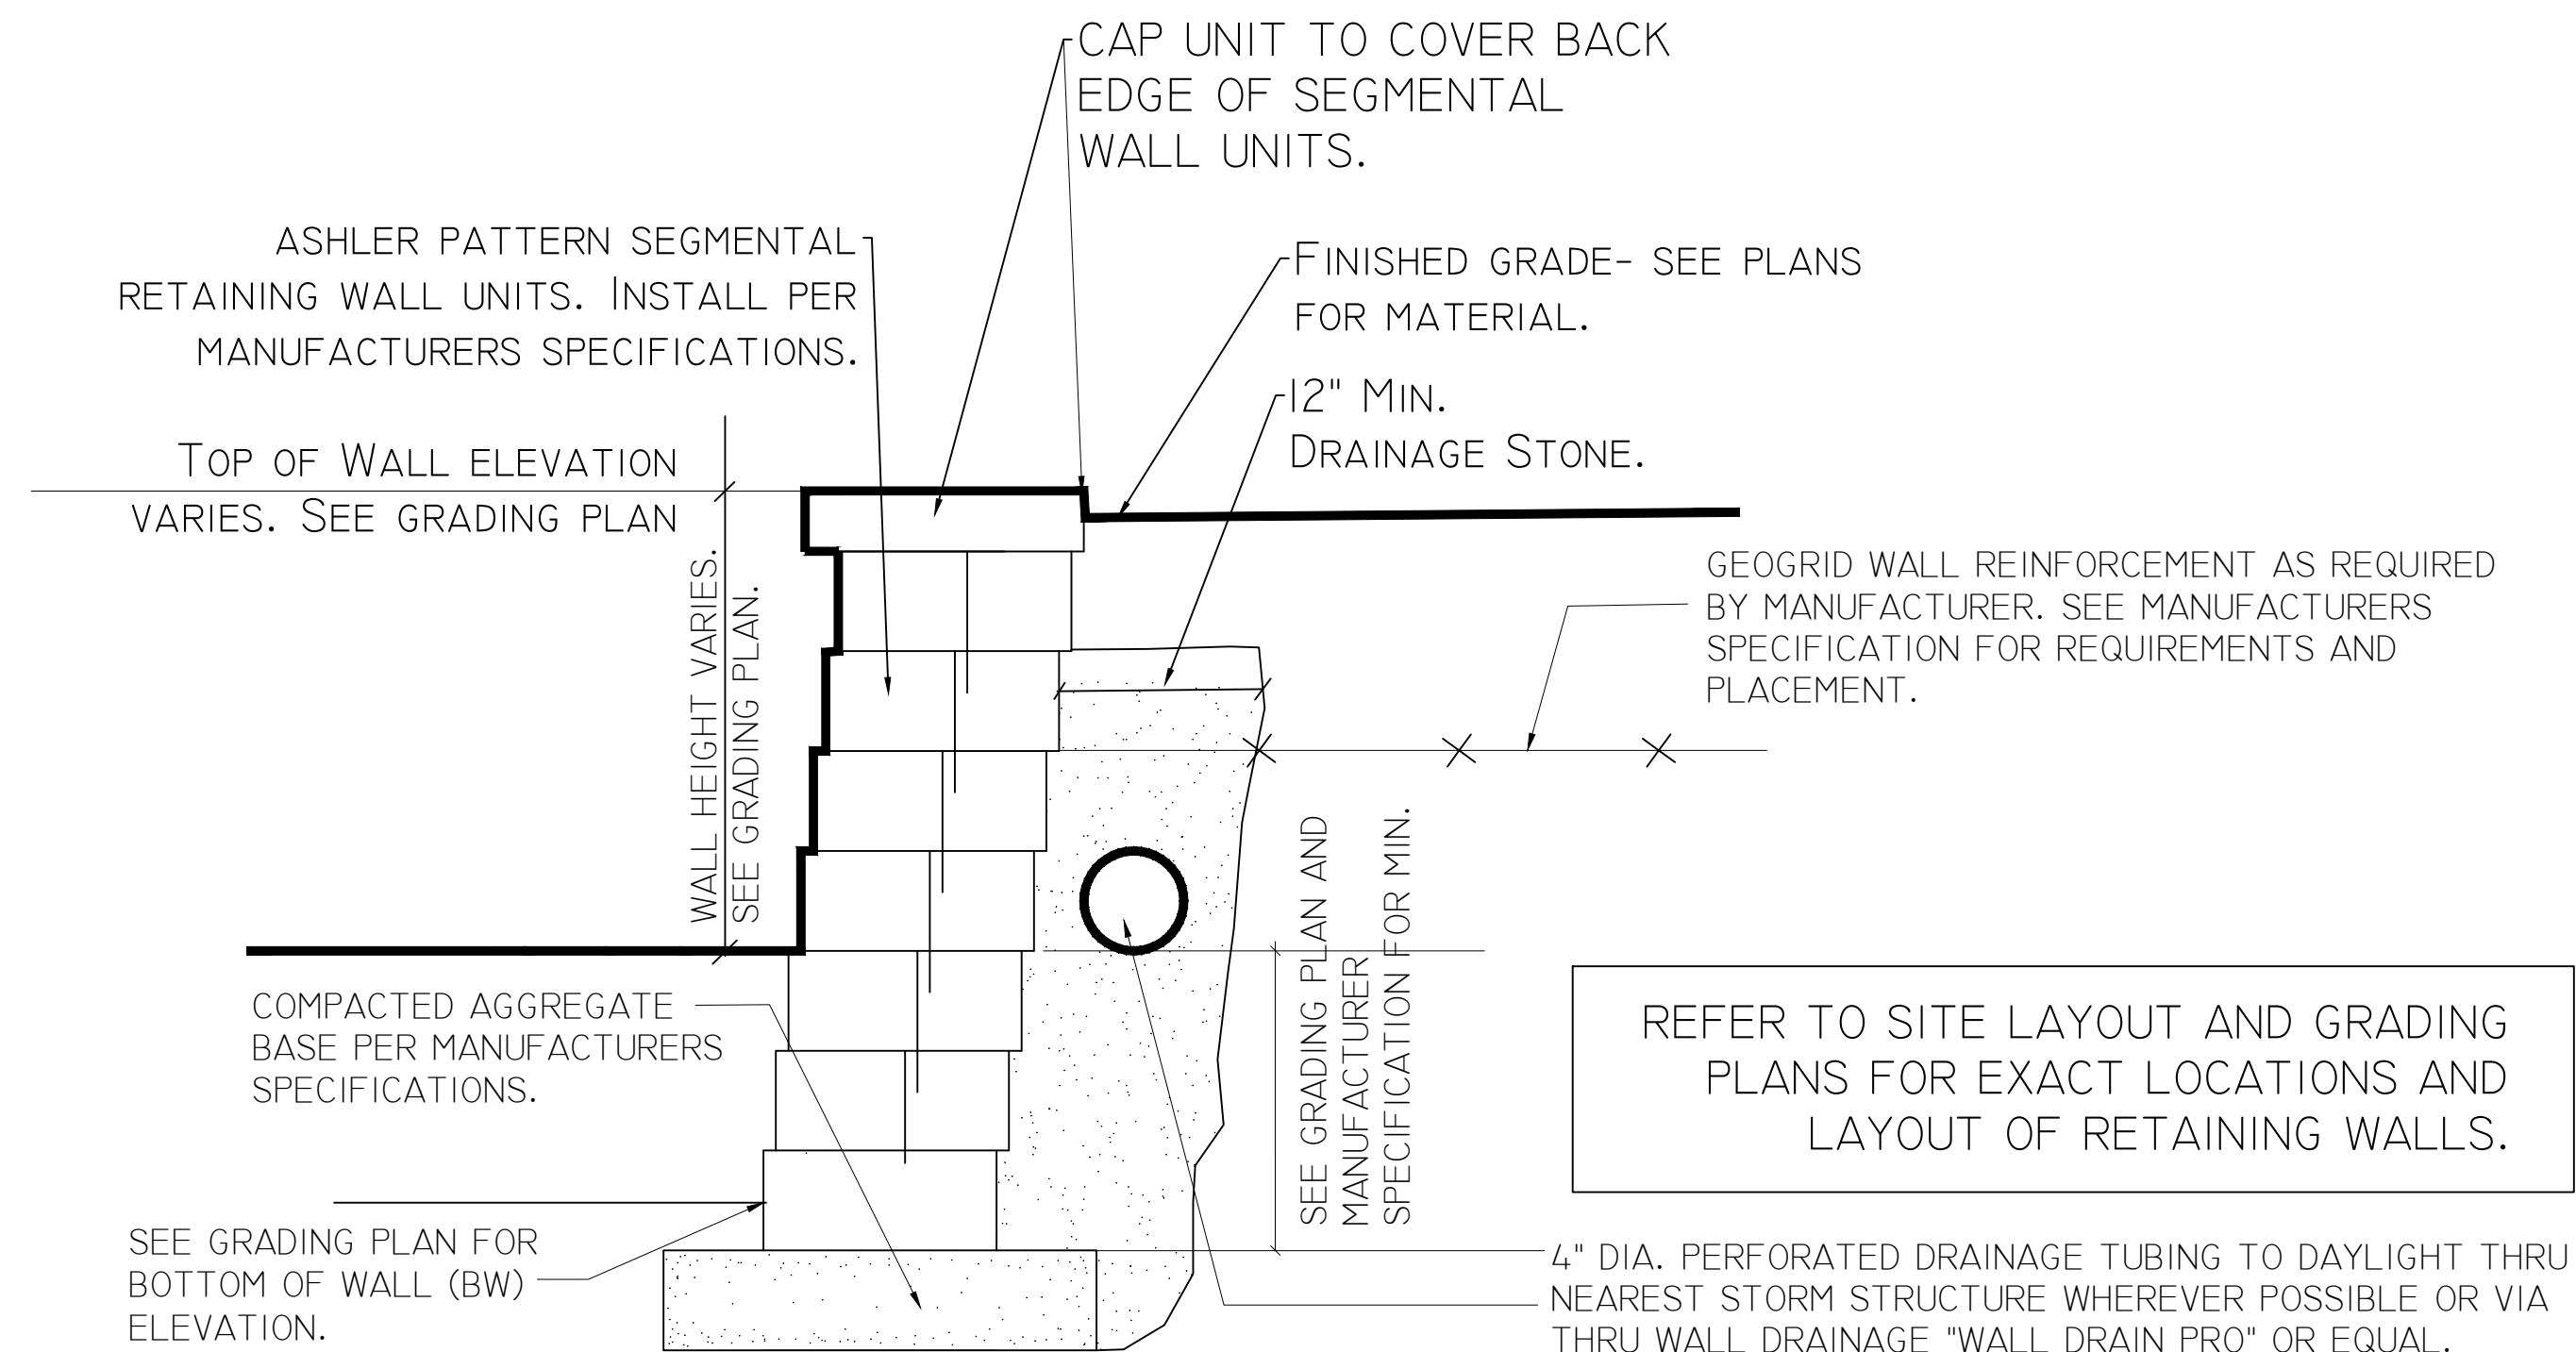 CAP UNIT TO COVER BACK
EDGE OF SEGMENTAL
WALL UNITS.
ASHLER PATTERN SEGMENTAL
RETAINING WALL UNITS. INSTALL PER
MANUFACTURERS SPECIFICATIONS.
FINISHED GRADE- SEE PLANS
FOR MATERIAL.
12" MIN.
DRAINAGE STONE.
TOP OF WALL ELEVATION
VARIES. SEE GRADING PLAN
WALL HEIGHT VARIES.
SEE GRADING PLAN.
GEOGRID WALL REINFORCEMENT AS REQUIRED
BY MANUFACTURER. SEE MANUFACTURERS
SPECIFICATION FOR REQUIREMENTS AND
PLACEMENT.
SEE GRADING PLAN AND
MANUFACTURER
SPECIFICATION FOR MIN.
COMPACTED AGGREGATE
BASE PER MANUFACTURERS
SPECIFICATIONS.
REFER TO SITE LAYOUT AND GRADING
PLANS FOR EXACT LOCATIONS AND
LAYOUT OF RETAINING WALLS.
SEE GRADING PLAN FOR
BOTTOM OF WALL (BW)
ELEVATION.
4" DIA. PERFORATED DRAINAGE TUBING TO DAYLIGHT THRU
NEAREST STORM STRUCTURE WHEREVER POSSIBLE OR VIA
THRU WALL DRAINAGE "WALL DRAIN PRO" OR EQUAL.